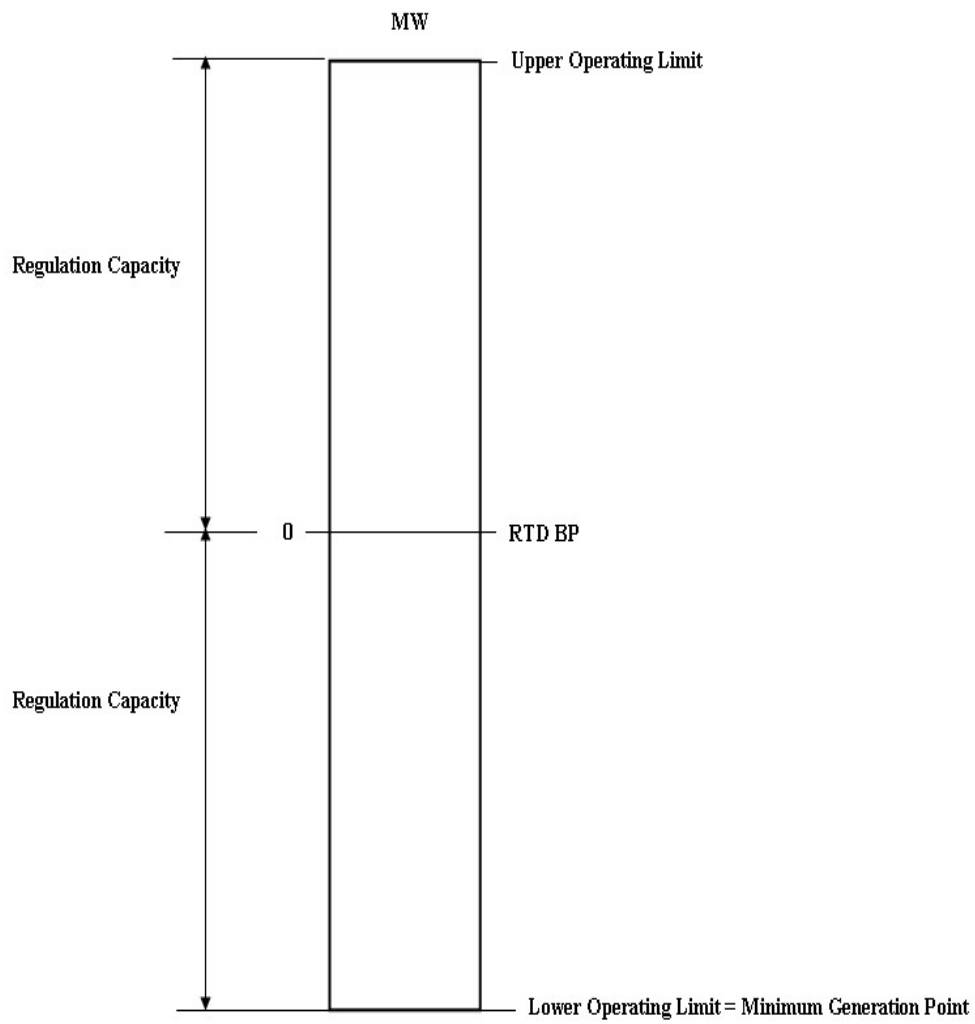 MW
Upper Operating Limit
Regulation Capacity
0 RTD BP
Regulation Capacity
Lower Operating Limit = Minimum Generation Point